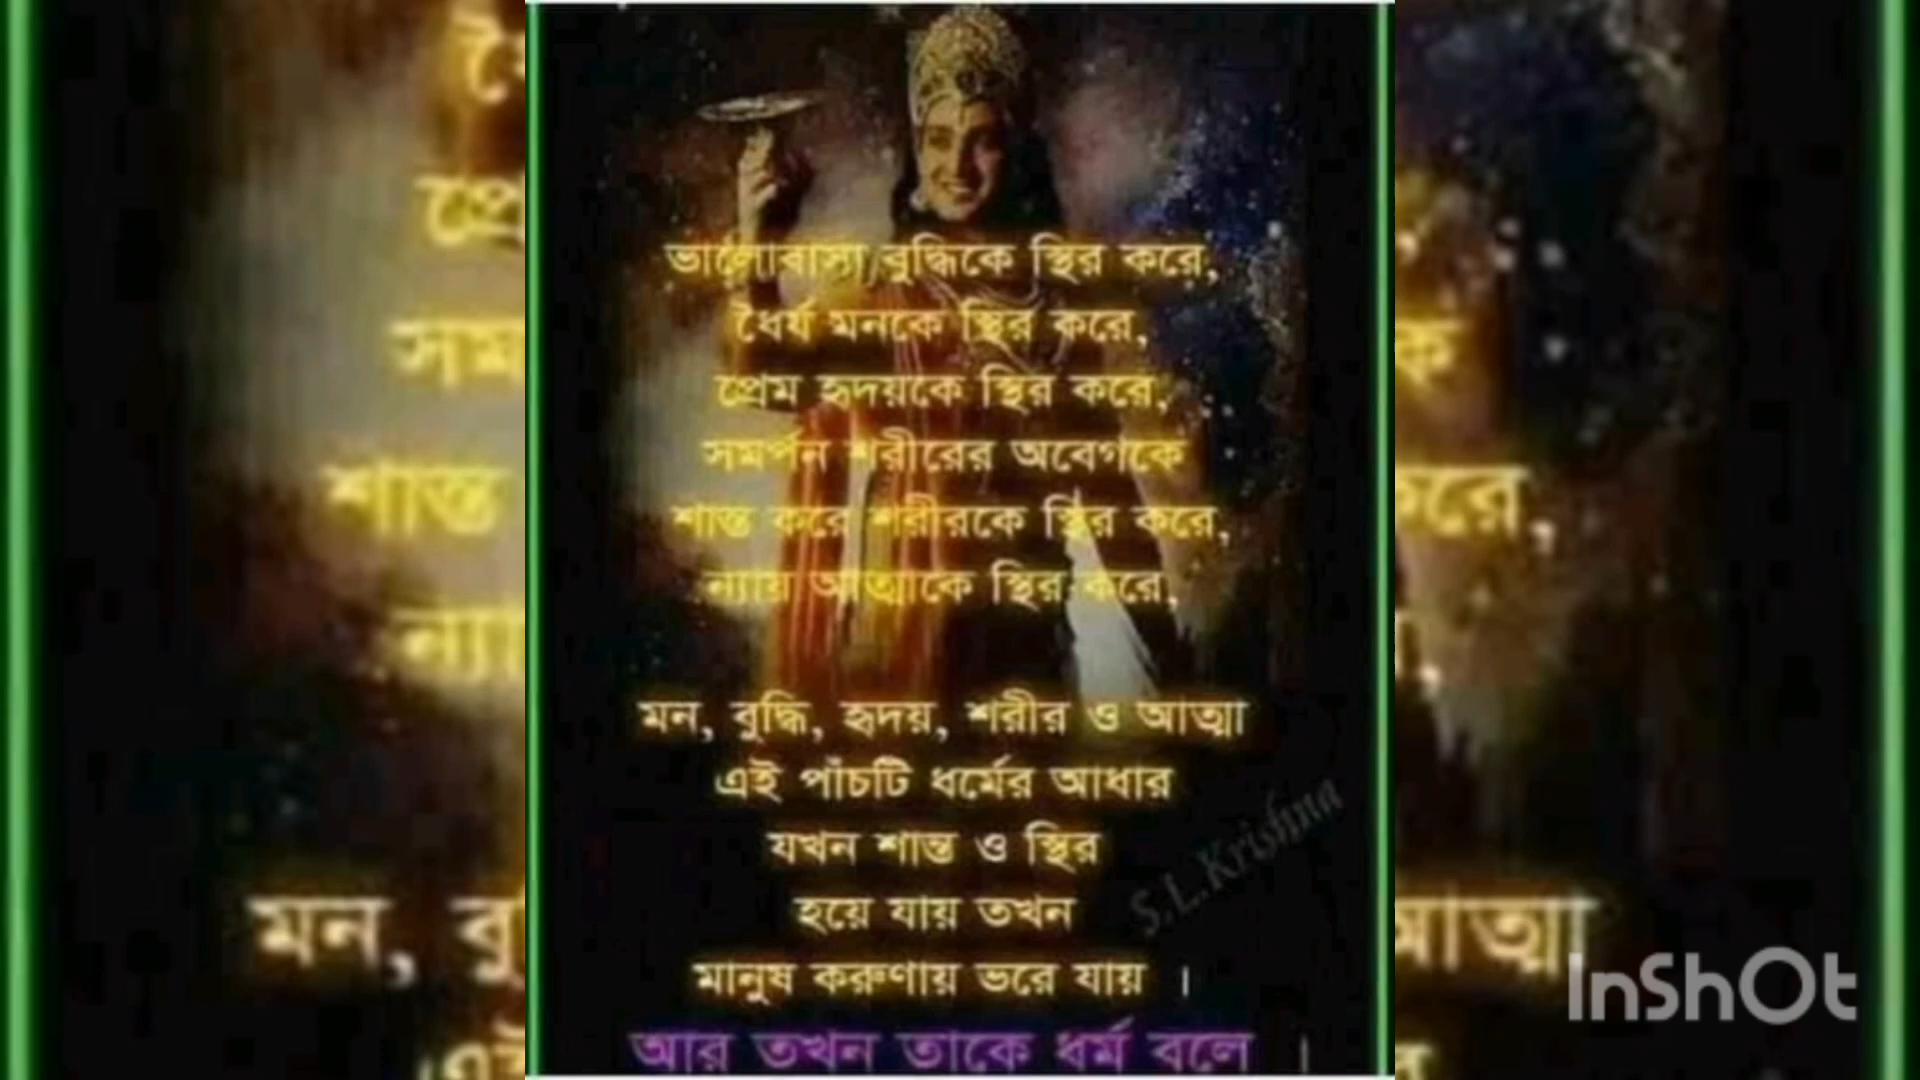 ভালোবাসা বুদ্ধিকে স্থির করে,
ধৈর্য মনকে স্থির করে,
প্রেম হৃদয়কে স্থির করে,
সমর্পন শরীরের অবেগকে
শান্ত করে শরীরকে স্থির করে,
ন্যায় আত্মাকে স্থির করে,
মন, বুদ্ধি, হৃদয়, শরীর ও আত্মা
এই পাঁচটি ধর্মের আধার
যখন শান্ত ও স্থির
হয়ে যায় তখন
মানুষ করুণায় ভরে যায় ।
আর তখন তাকে ধর্ম বলে ।
S.L.Krishna
InShOt